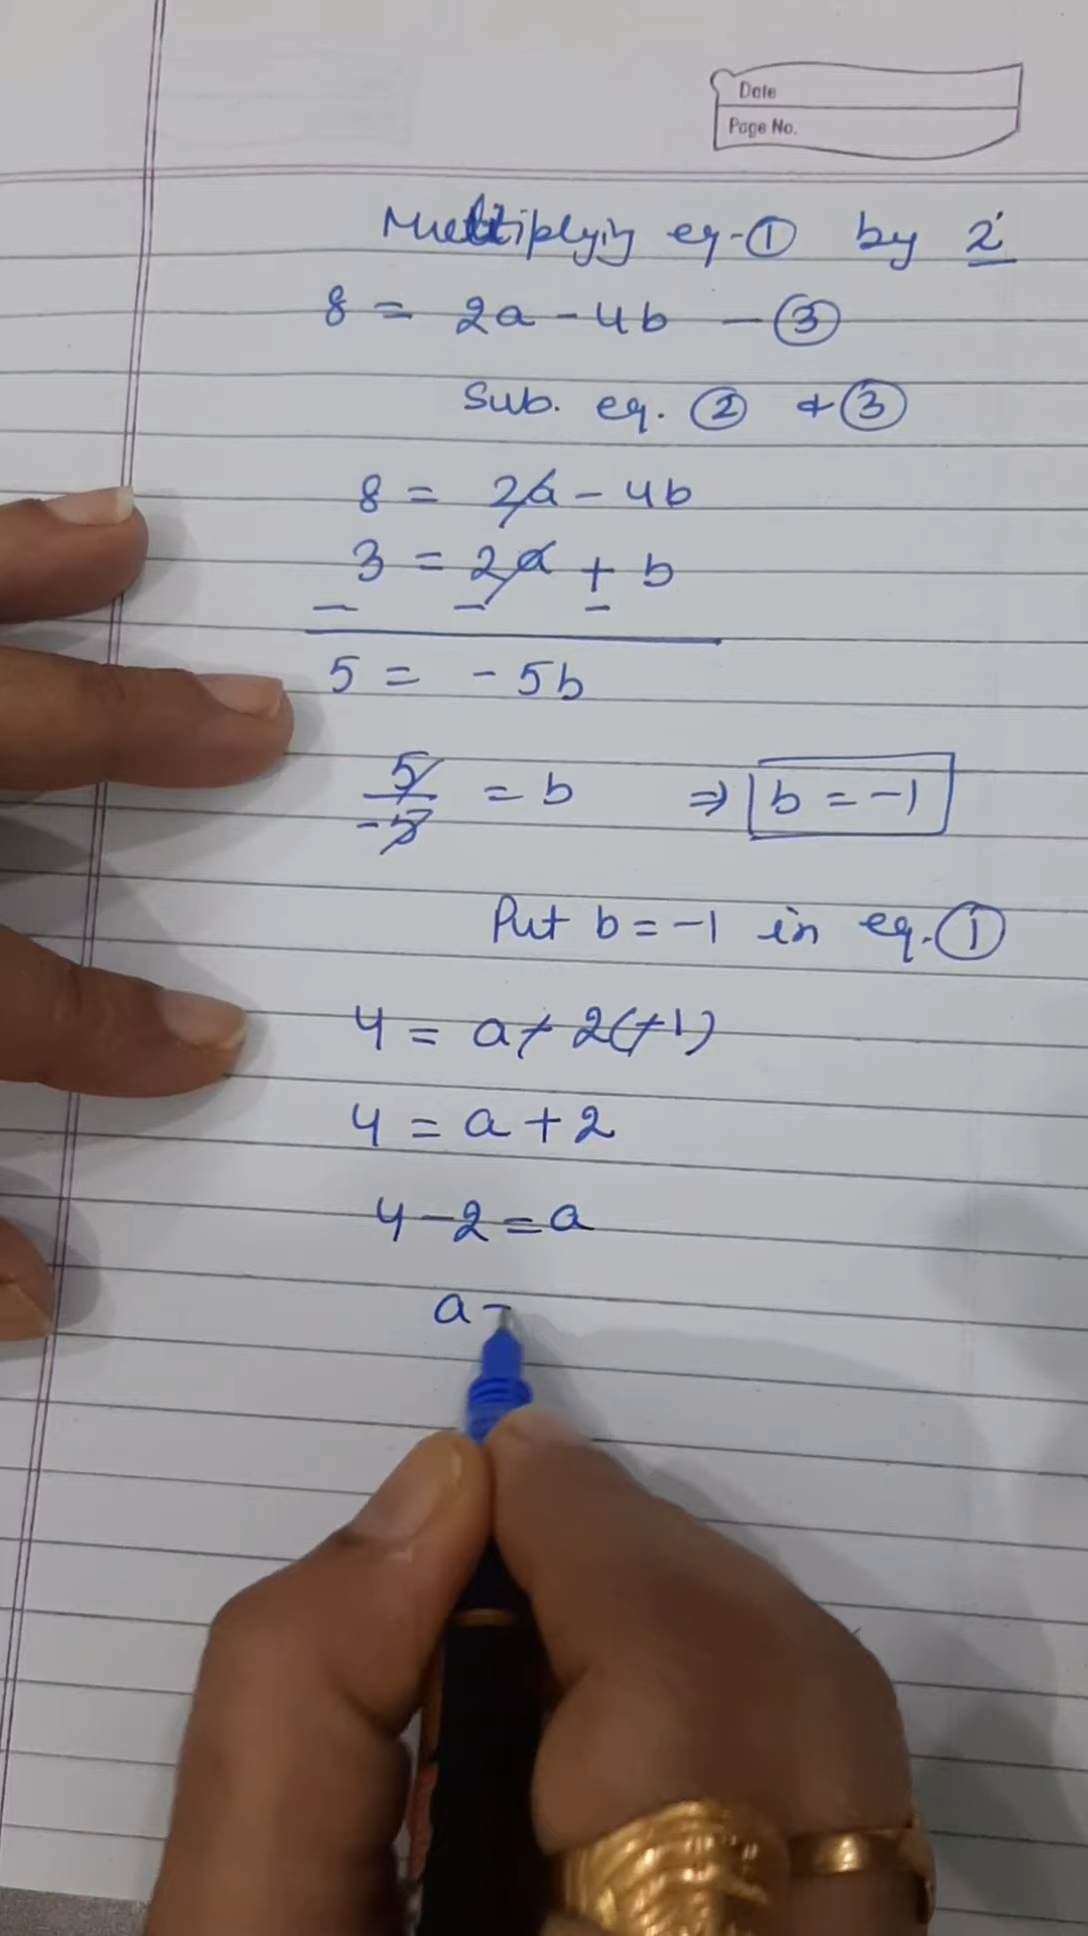 Date
Page No.
Multiplying eq-① by 2
8 = 2a - 4b - ③
Sub. eq. ② & ③
8 = 2a - 4b
3 = 2a + b
- - -
5 = - 5b
5/-5 = b ⇒ b = -1
Put b = -1 in eq. ①
4 = a + 2(+1)
4 = a + 2
4 - 2 = a
a -